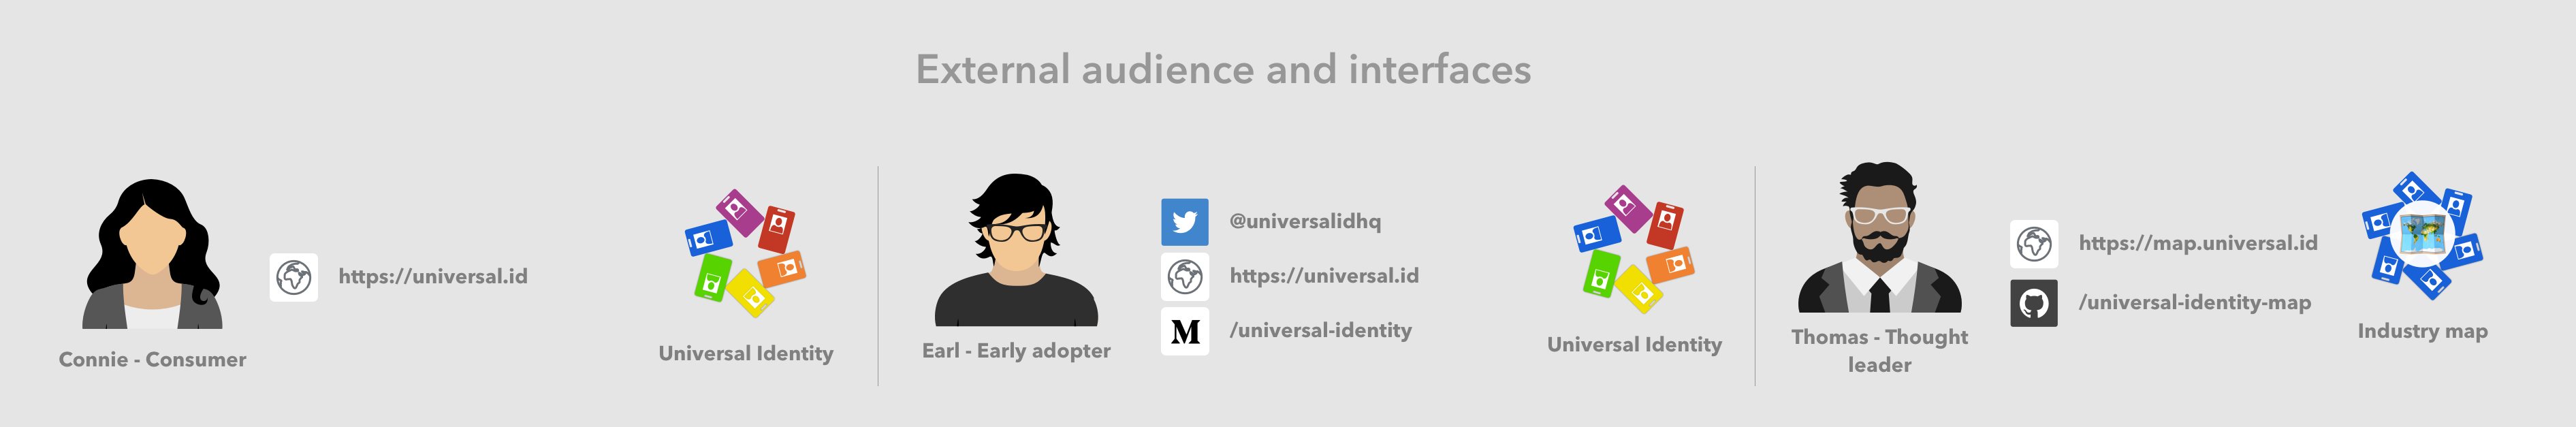 External audience and interfaces
Connie - Consumer
https://universal.id
Universal Identity
Earl - Early adopter
@universalidhq
https://universal.id
M
/universal-identity
Universal Identity
Thomas - Thought
leader
https://map.universal.id
/universal-identity-map
Industry map